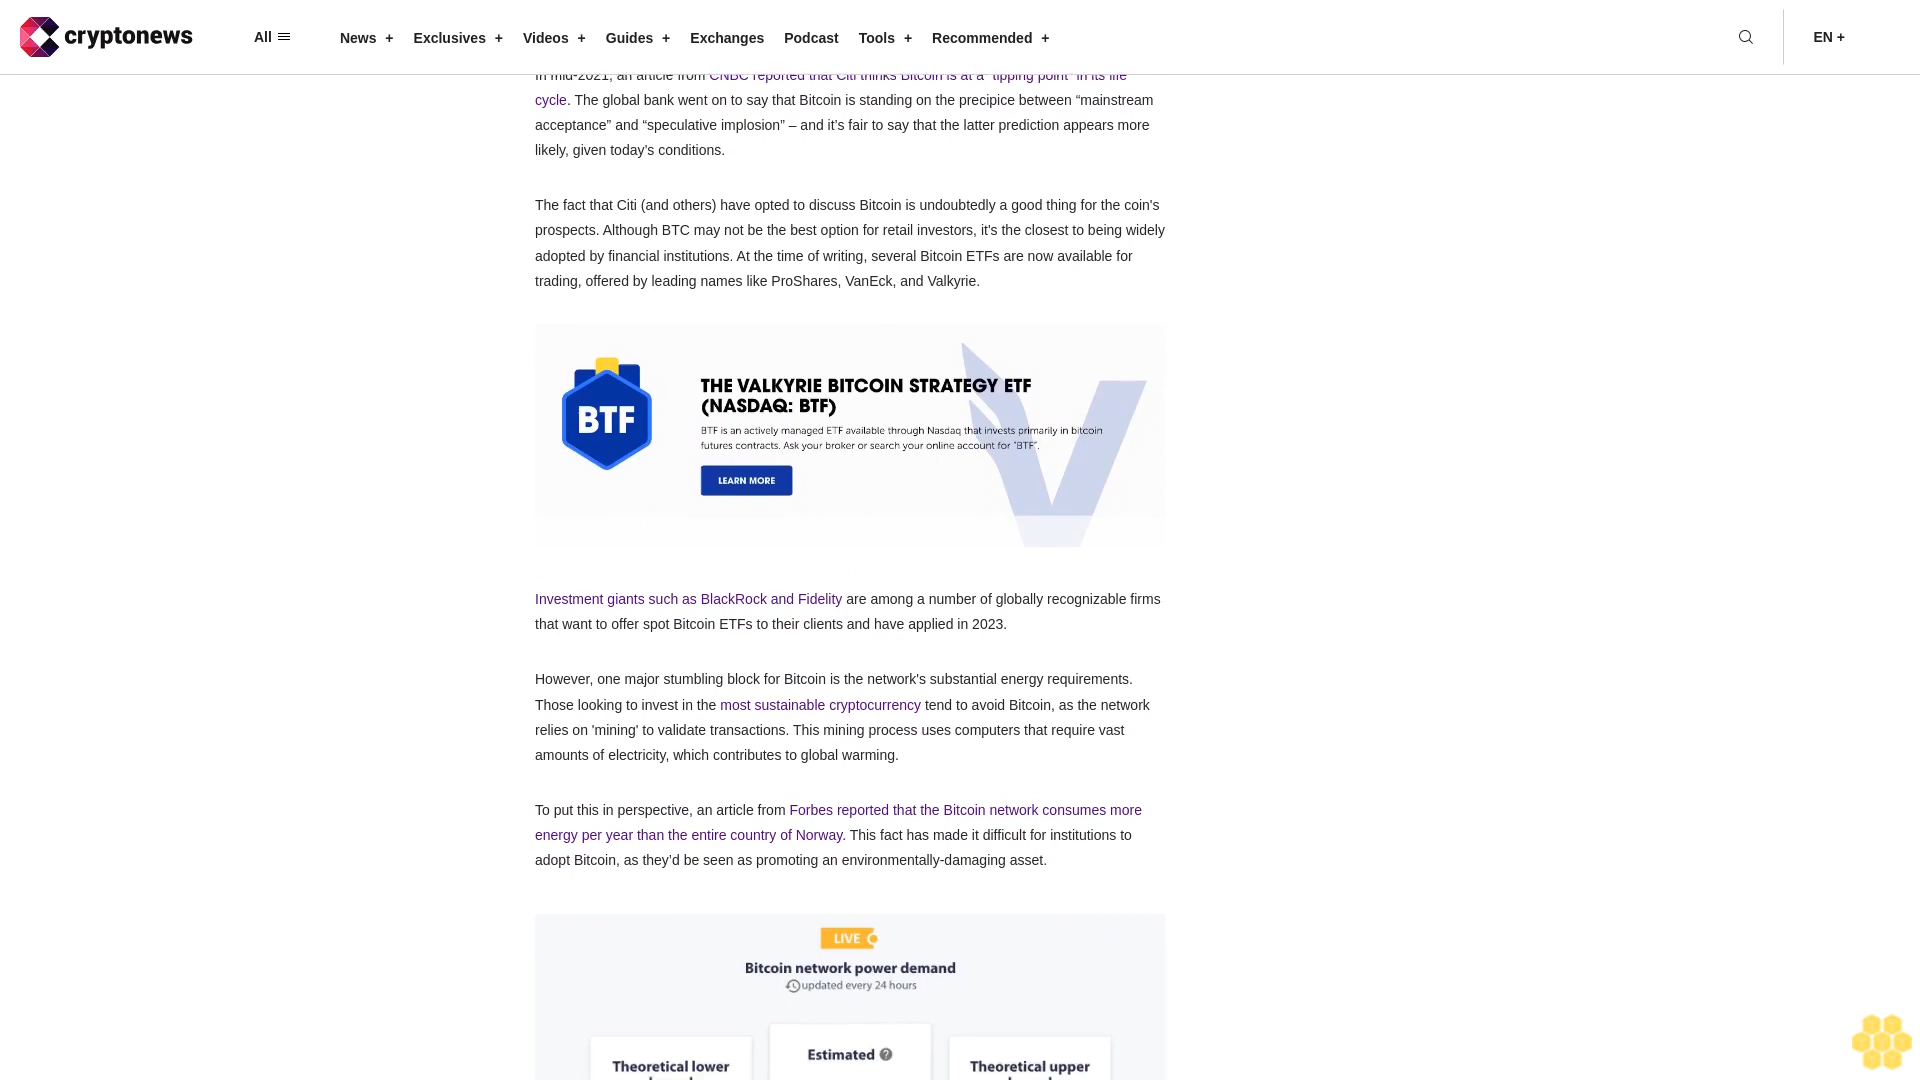 cryptonews
All
News +
Exclusives +
Videos +
Guides +
Exchanges
Podcast
Tools +
Recommended +
EN +
In mid-2021, an article from CNBC reported that Citi thinks Bitcoin is at a “tipping point” in its life
cycle. The global bank went on to say that Bitcoin is standing on the precipice between “mainstream
acceptance” and “speculative implosion” – and it’s fair to say that the latter prediction appears more
likely, given today’s conditions.
The fact that Citi (and others) have opted to discuss Bitcoin is undoubtedly a good thing for the coin's
prospects. Although BTC may not be the best option for retail investors, it's the closest to being widely
adopted by financial institutions. At the time of writing, several Bitcoin ETFs are now available for
trading, offered by leading names like ProShares, VanEck, and Valkyrie.
BTF
THE VALKYRIE BITCOIN STRATEGY ETF
(NASDAQ: BTF)
BTF is an actively managed ETF available through Nasdaq that invests primarily in bitcoin
futures contracts. Ask your broker or search your online account for "BTF".
LEARN MORE
Investment giants such as BlackRock and Fidelity are among a number of globally recognizable firms
that want to offer spot Bitcoin ETFs to their clients and have applied in 2023.
However, one major stumbling block for Bitcoin is the network's substantial energy requirements.
Those looking to invest in the most sustainable cryptocurrency tend to avoid Bitcoin, as the network
relies on 'mining' to validate transactions. This mining process uses computers that require vast
amounts of electricity, which contributes to global warming.
To put this in perspective, an article from Forbes reported that the Bitcoin network consumes more
energy per year than the entire country of Norway. This fact has made it difficult for institutions to
adopt Bitcoin, as they’d be seen as promoting an environmentally-damaging asset.
LIVE
Bitcoin network power demand
updated every 24 hours
Theoretical lower
Estimated ?
Theoretical upper